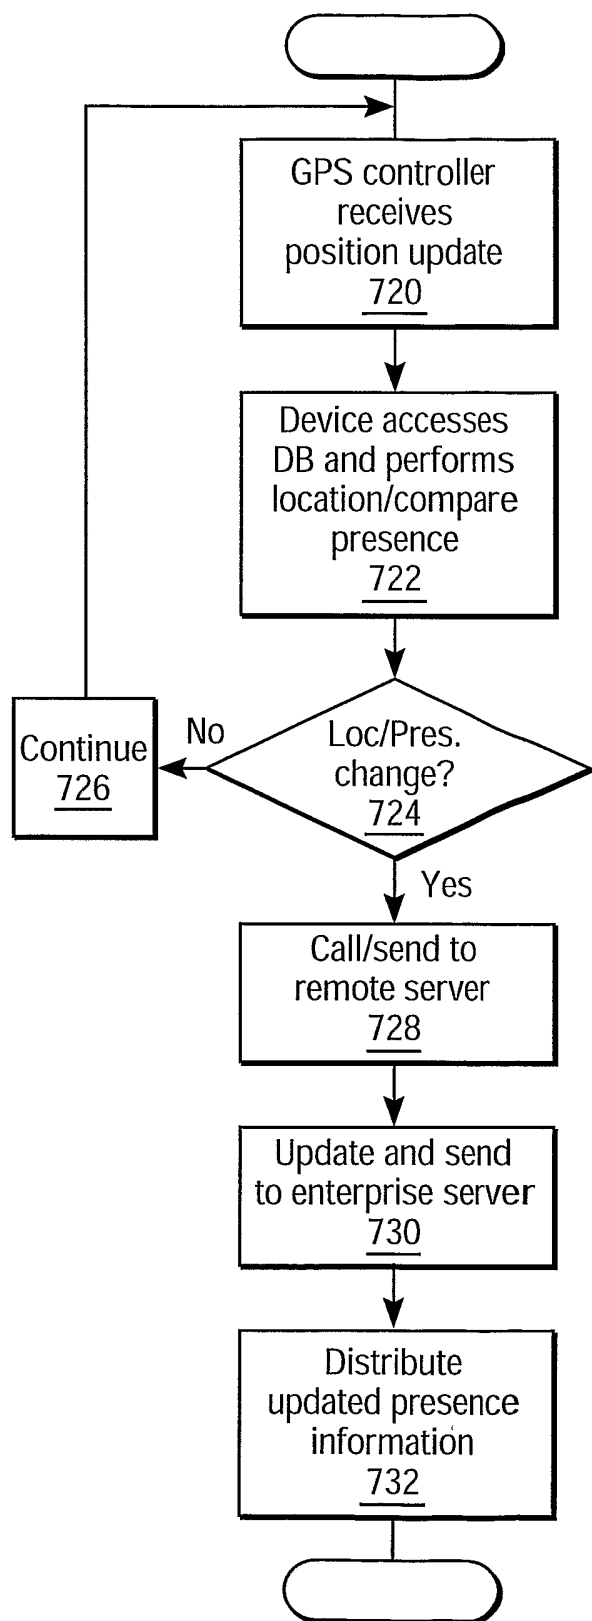 GPS controller
receives
position update
720
Device accesses
DB and performs
location/compare
presence
722
Loc/Pres.
change?
724
No
Continue
726
Yes
Call/send to
remote server
728
Update and send
to enterprise server
730
Distribute
updated presence
information
732